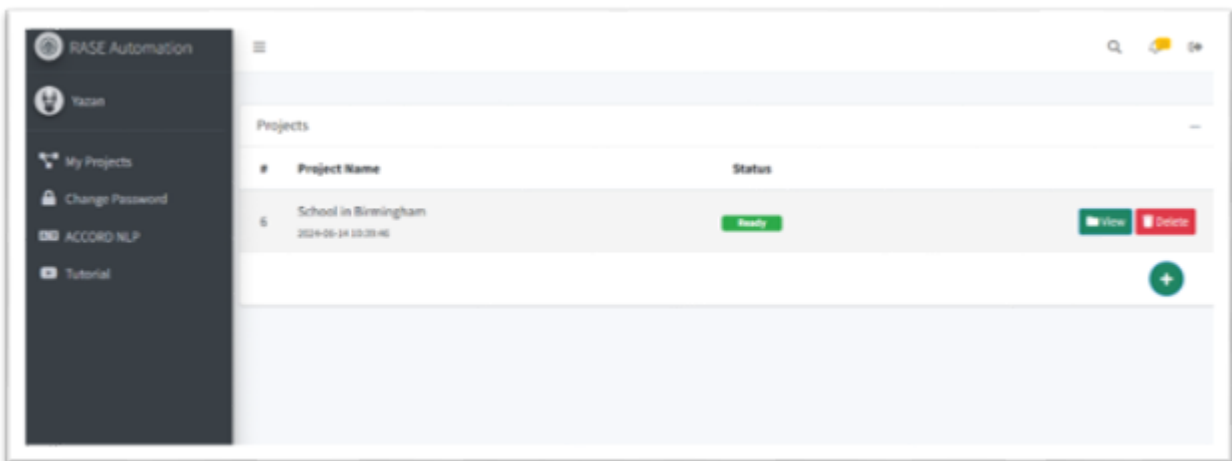 RASE Automation
Yazan
My Projects
Change Password
ACCORD NLP
Tutorial
Projects
# Project Name Status
6 School in Birmingham Ready View Delete